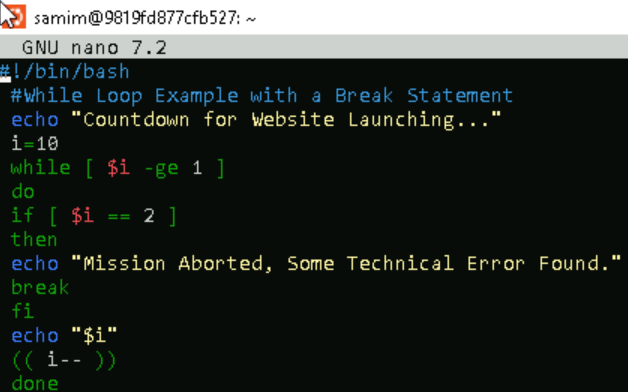 samim@9819fd877cfb527: ~
GNU nano 7.2
#!/bin/bash
#While Loop Example with a Break Statement
echo "Countdown for Website Launching..."
i=10
while [ $i -ge 1 ]
do
if [ $i == 2 ]
then
echo "Mission Aborted, Some Technical Error Found."
break
fi
echo "$i"
(( i-- ))
done